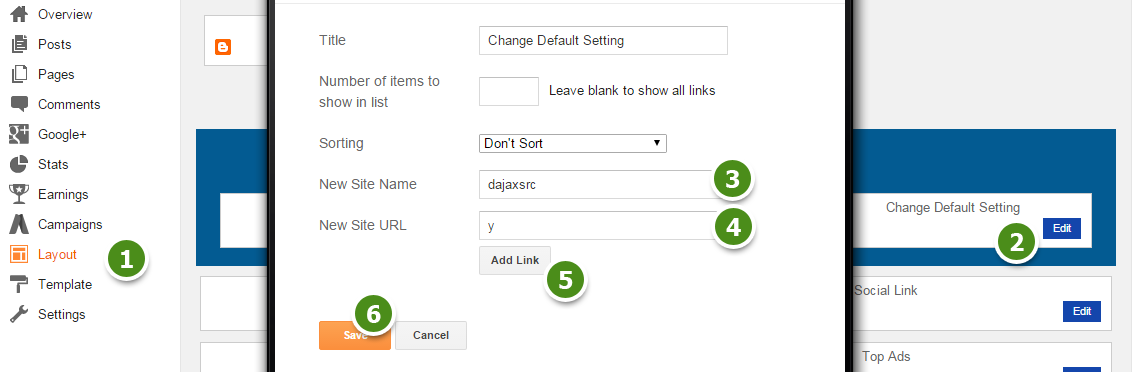 Overview
Posts
Pages
Comments
Google+
Stats
Earnings
Campaigns
Layout
1
Template
Settings
Title
Change Default Setting
Number of items to
show in list
Leave blank to show all links
Sorting
Don't Sort
New Site Name
dajaxsrc
3
New Site URL
y
4
Add Link
5
6
Save
Cancel
Change Default Setting
2
Edit
Social Link
Edit
Top Ads
Edit